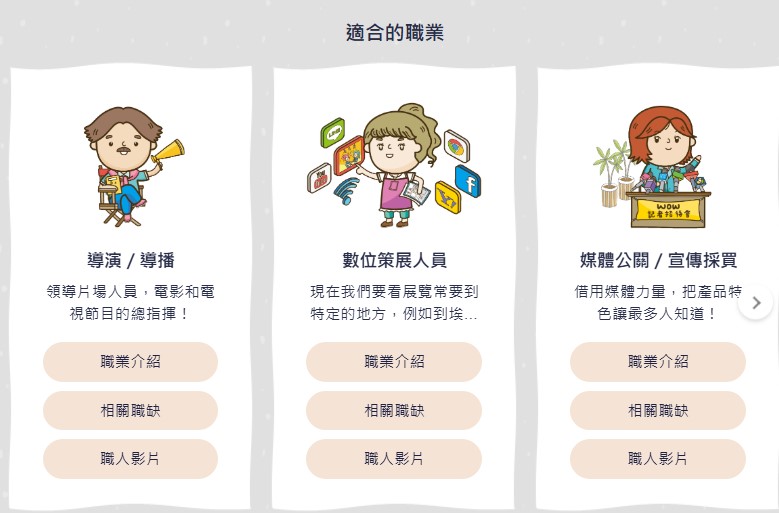 適合的職業
導演 / 導播
領導片場人員，電影和電
視節目的總指揮！
職業介紹
相關職缺
職人影片
LINE
You
Tube
f
數位策展人員
現在我們要看展覽常要到
特定的地方，例如到埃...
職業介紹
相關職缺
職人影片
WOW
記者招待會
媒體公關 / 宣傳採買
借用媒體力量，把產品特
色讓最多人知道！
職業介紹
相關職缺
職人影片